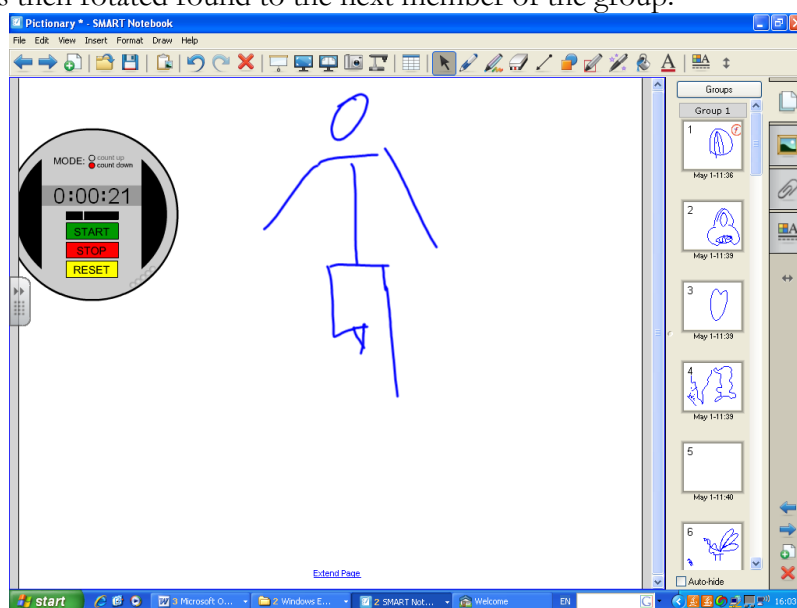 s then rotated round to the next member of the group.
Pictionary * - SMART Notebook
File Edit View Insert Format Draw Help
Groups
Group 1
MODE: count up
count down
0:00:21
START
STOP
RESET
1
May 1-11:36
2
May 1-11:39
3
May 1-11:39
4
May 1-11:39
5
May 1-11:40
6
Extend Page
Auto-hide
start
3 Microsoft O...
2 Windows E...
2 SMART Not...
Welcome
EN
16:03